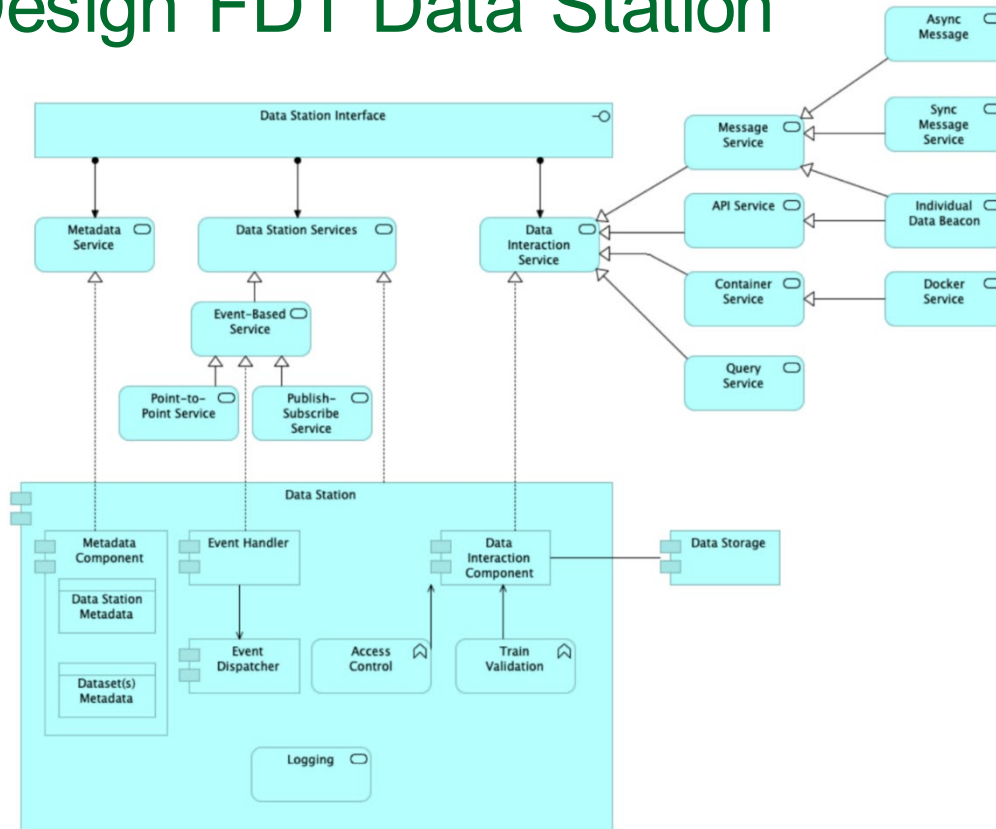 Design FDT Data Station
Async
Message
Data Station Interface
Sync
Message
Service
Message
Service
API Service
Individual
Data Beacon
Metadata
Service
Data Station Services
Data
Interaction
Service
Container
Service
Docker
Service
Event-Based
Service
Query
Service
Point-to-
Point Service
Publish-
Subscribe
Service
Data Station
Metadata
Component
Event Handler
Data
Interaction
Component
Data Storage
Data Station
Metadata
Event
Dispatcher
Access
Control
Train
Validation
Dataset(s)
Metadata
Logging